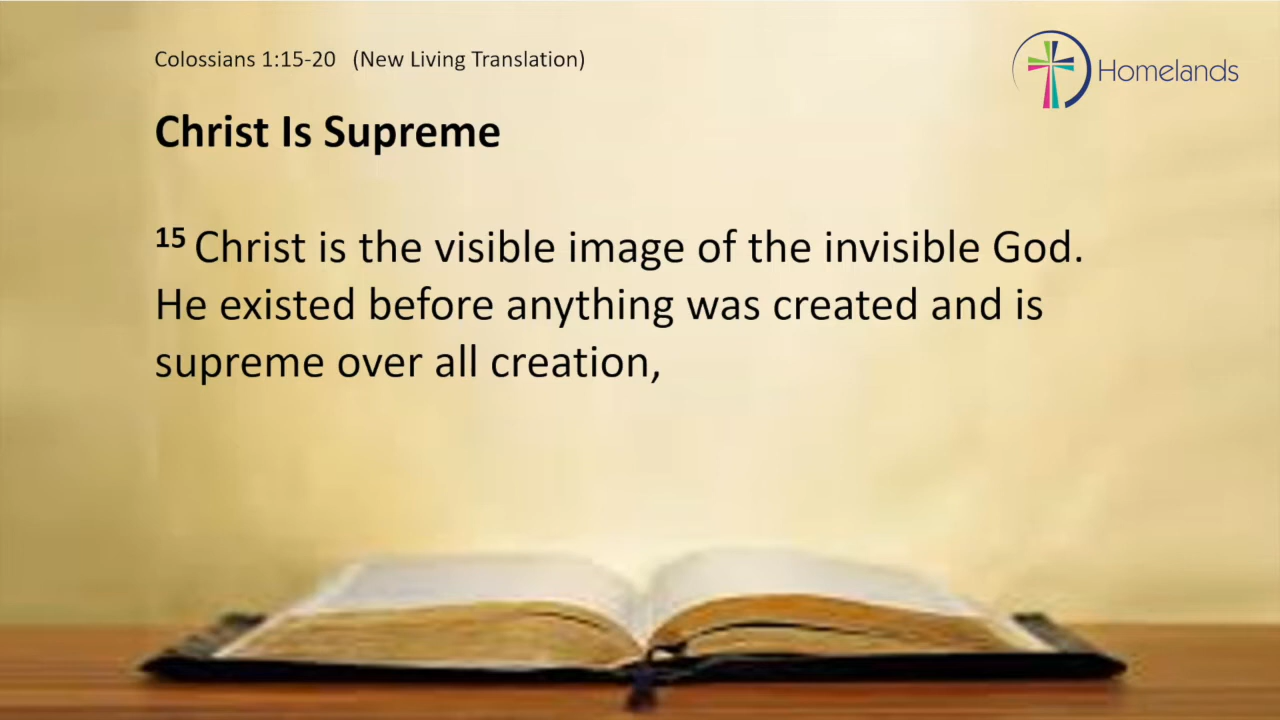 Colossians 1:15-20 (New Living Translation)
Homelands
Christ Is Supreme
15 Christ is the visible image of the invisible God.
He existed before anything was created and is
supreme over all creation,